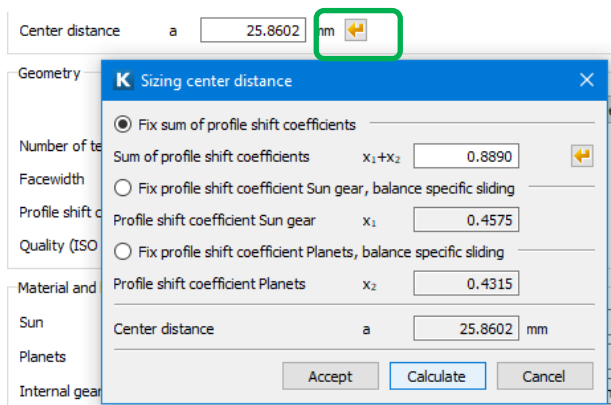 Center distance a 25.8602 mm
Geometry
K Sizing center distance
Fix sum of profile shift coefficients
Number of te
Sum of profile shift coefficients x₁+x₂ 0.8890
Facewidth
Fix profile shift coefficient Sun gear, balance specific sliding
Profile shift c
Profile shift coefficient Sun gear x₁ 0.4575
Quality (ISO
Fix profile shift coefficient Planets, balance specific sliding
Profile shift coefficient Planets x₂ 0.4315
Material and
Sun
Center distance a 25.8602 mm
Planets
Accept Calculate Cancel
Internal gear